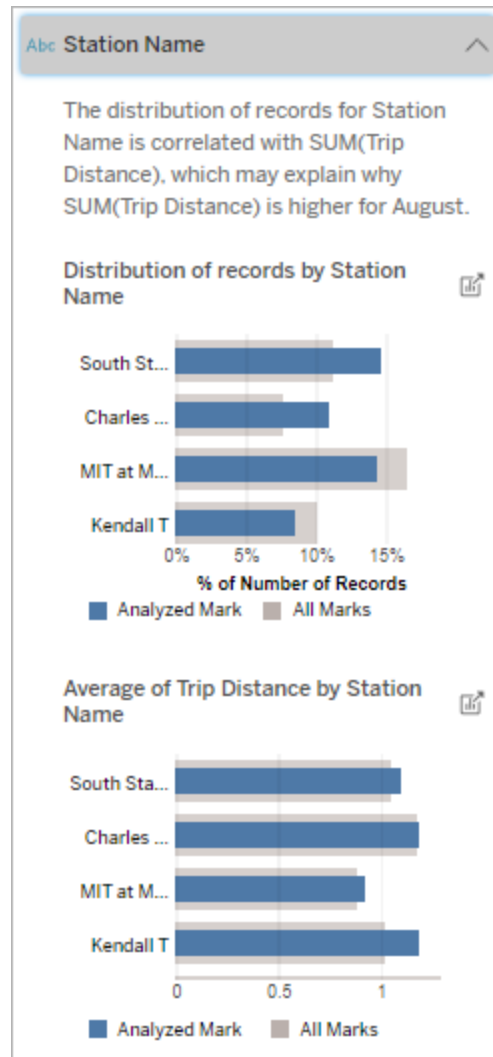 Abc Station Name
The distribution of records for Station
Name is correlated with SUM(Trip
Distance), which may explain why
SUM(Trip Distance) is higher for August.
Distribution of records by Station
Name
South St...
Charles ...
MIT at M...
Kendall T
0% 5% 10% 15%
% of Number of Records
Analyzed Mark All Marks
Average of Trip Distance by Station
Name
South Sta...
Charles ...
MIT at M...
Kendall T
0 0.5 1
Analyzed Mark All Marks